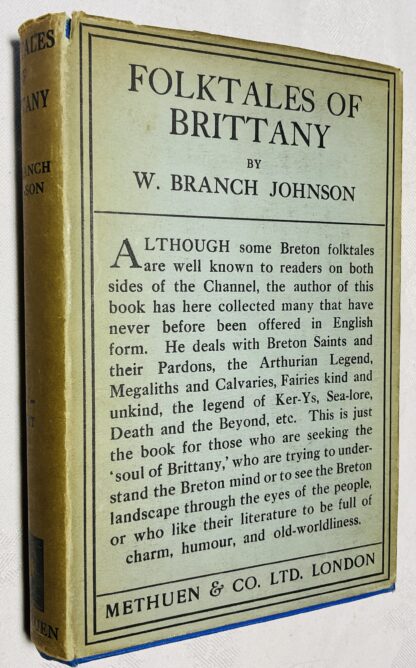 FOLKTALES OF
BRITTANY
BY
W. BRANCH JOHNSON
ALTHOUGH some Breton folktales
are well known to readers on both
sides of the Channel, the author of this
book has here collected many that have
never before been offered in English
form. He deals with Breton Saints and
their Pardons, the Arthurian Legend,
Megaliths and Calvaries, Fairies kind and
unkind, the legend of Ker-Ys, Sea-lore,
Death and the Beyond, etc. This is just
the book for those who are seeking the
'soul of Brittany,' who are trying to under-
stand the Breton mind or to see the Breton
landscape through the eyes of the people,
or who like their literature to be full of
charm, humour, and old-worldliness.
METHUEN & CO. LTD. LONDON